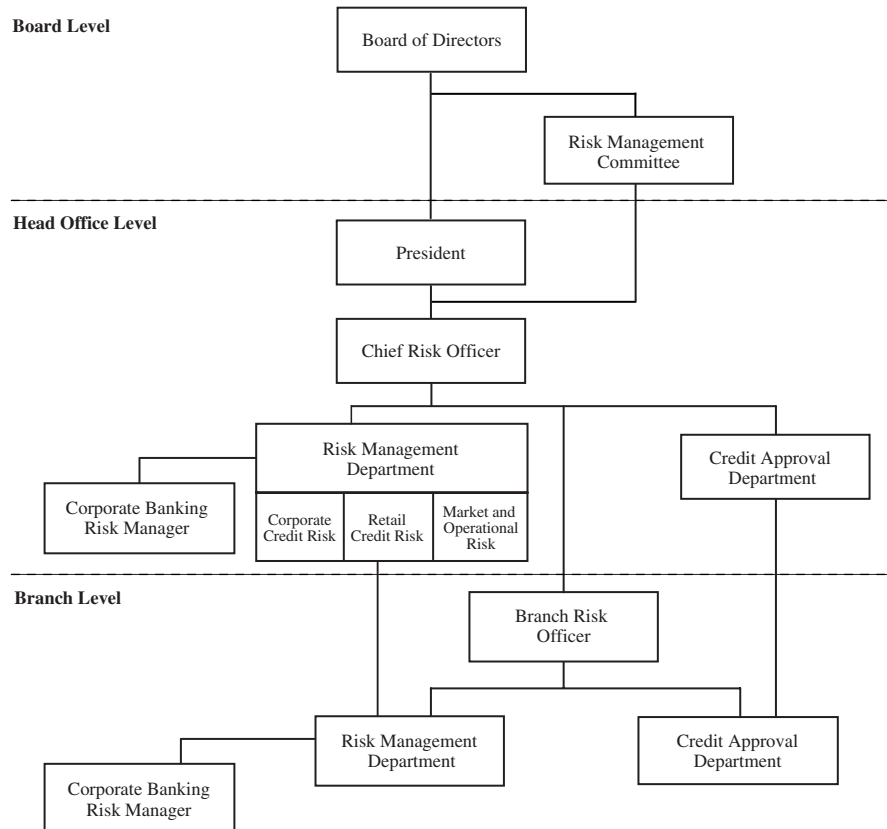 Board Level
Board of Directors
Risk Management
Committee
Head Office Level
President
Chief Risk Officer
Risk Management
Department
Credit Approval
Department
Corporate Banking
Risk Manager
Corporate
Credit Risk
Retail
Credit Risk
Market and
Operational
Risk
Branch Level
Branch Risk
Officer
Risk Management
Department
Credit Approval
Department
Corporate Banking
Risk Manager